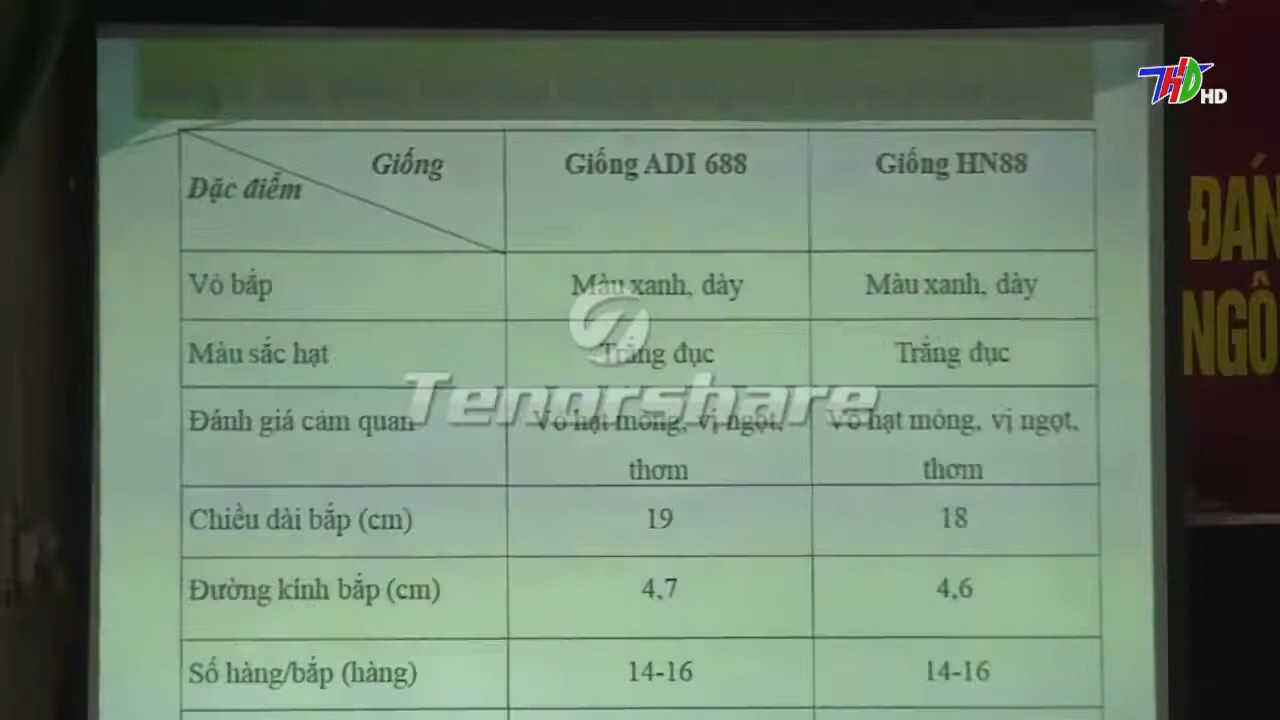 THD HD
Giống
Đặc điểm
Giống ADI 688
Giống HN88
Vỏ bắp
Màu xanh, dày
Màu xanh, dày
Màu sắc hạt
Trắng đục
Trắng đục
Đánh giá cảm quan
Vỏ hạt mỏng, vị ngọt,
thơm
Vỏ hạt mỏng, vị ngọt,
thơm
Tenorshare
Chiều dài bắp (cm)
19
18
Đường kính bắp (cm)
4,7
4,6
Số hàng/bắp (hàng)
14-16
14-16
NGÔ